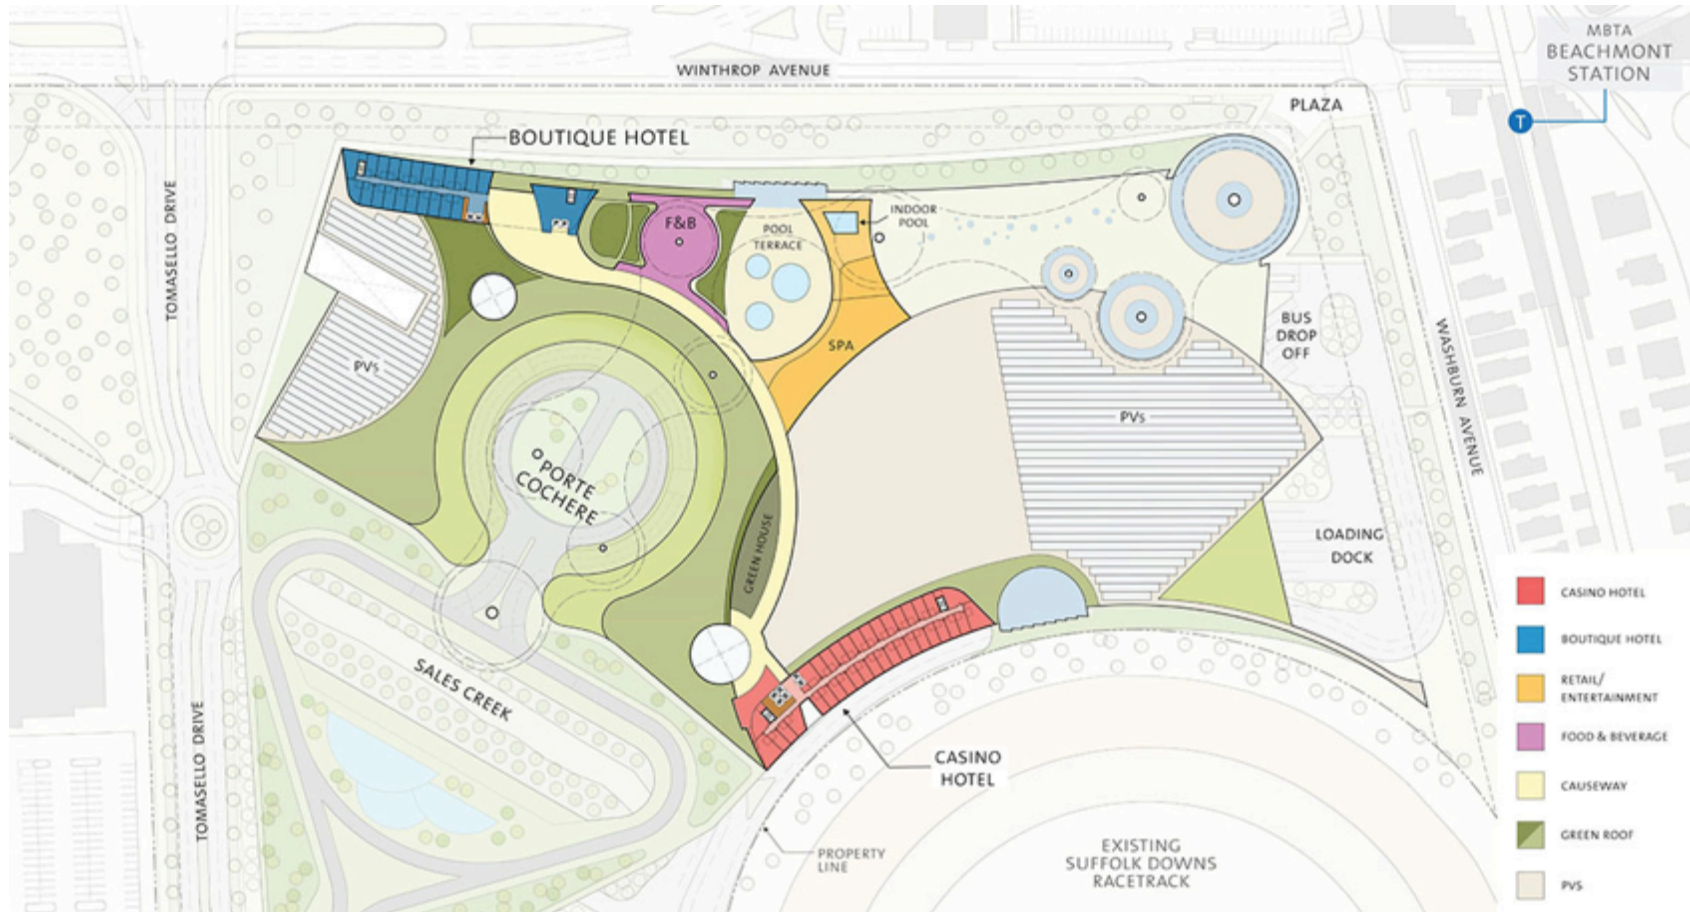 MBTA
BEACHMONT
STATION
WINTHROP AVENUE
PLAZA
T
BOUTIQUE HOTEL
TOMASELLO DRIVE
F&B
INDOOR
POOL
POOL
TERRACE
BUS
DROP
OFF
WASHBURN AVENUE
SPA
PVs
PVs
PORTE
COCHERE
GREEN HOUSE
LOADING
DOCK
SALES CREEK
TOMASELLO DRIVE
CASINO
HOTEL
PROPERTY
LINE
EXISTING
SUFFOLK DOWNS
RACETRACK
CASINO HOTEL
BOUTIQUE HOTEL
RETAIL/
ENTERTAINMENT
FOOD & BEVERAGE
CAUSEWAY
GREEN ROOF
PVS